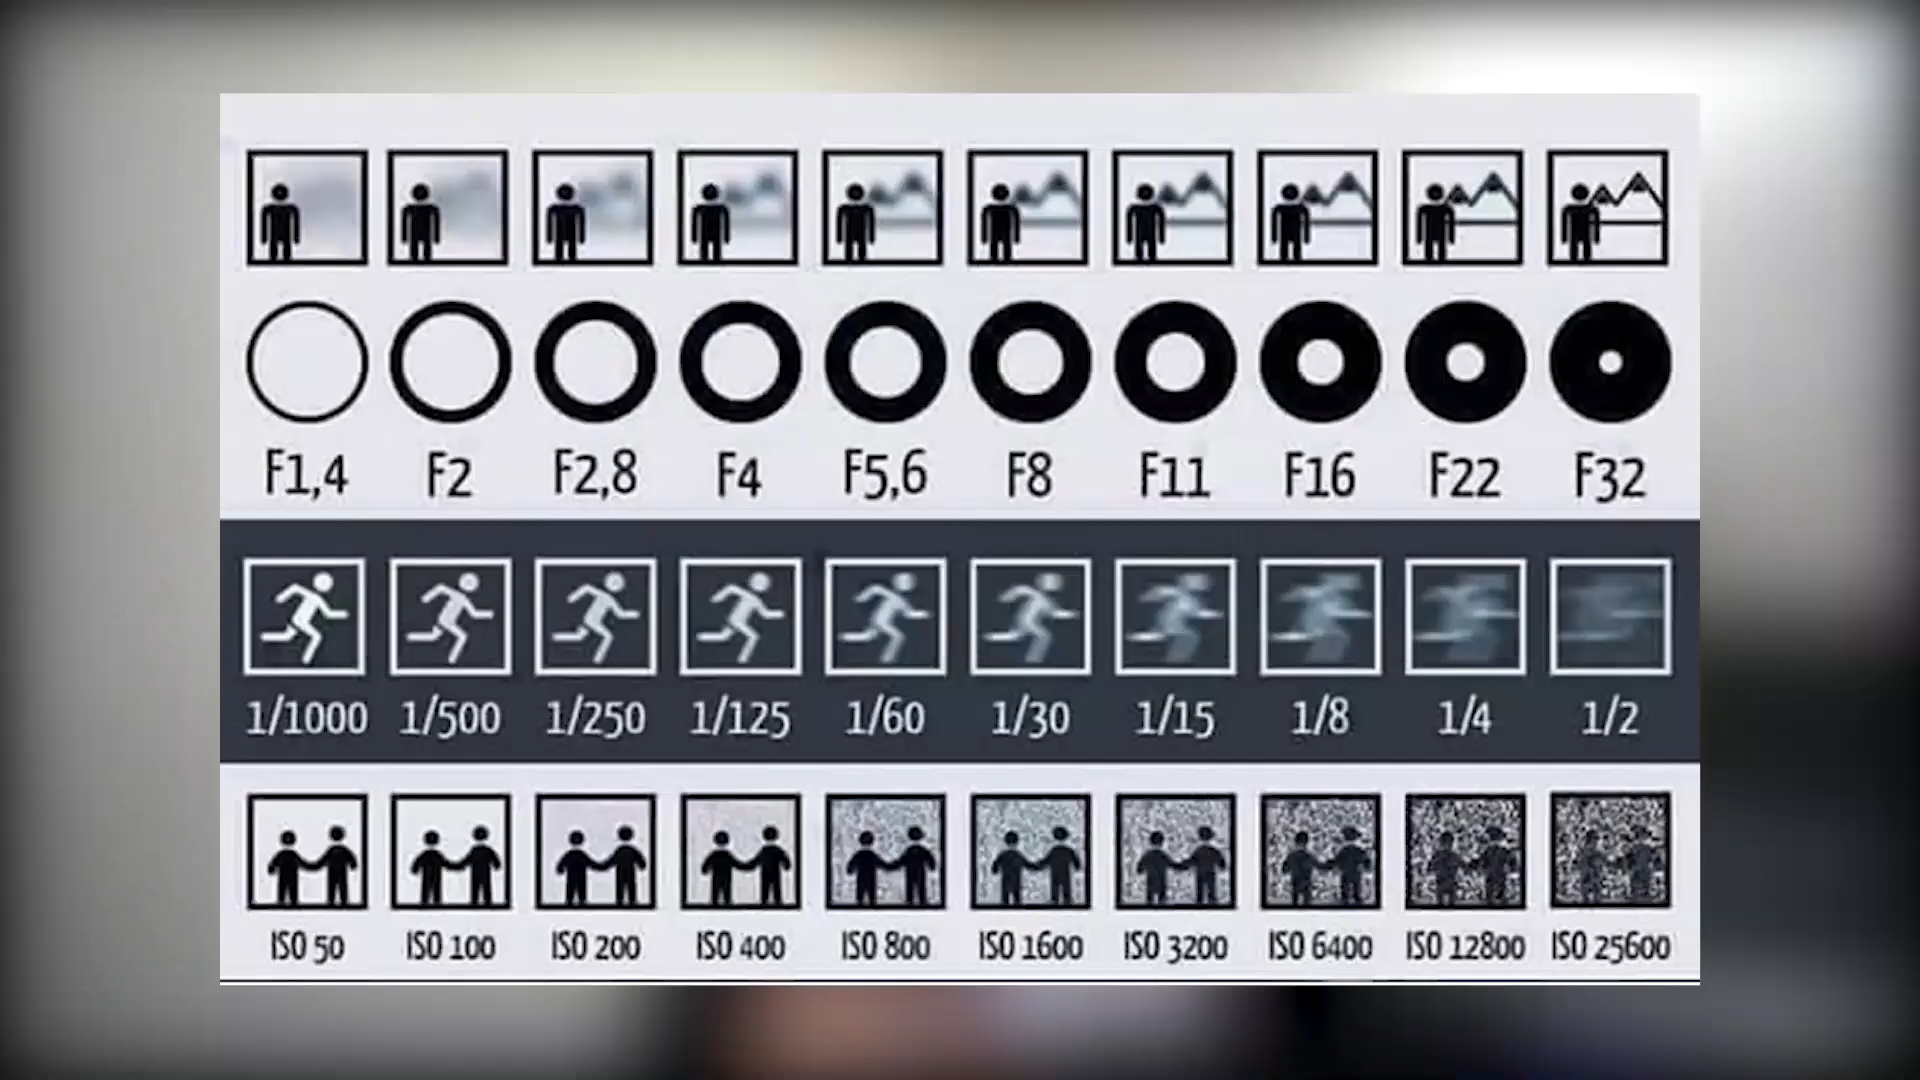 F1,4 F2 F2,8 F4 F5,6 F8 F11 F16 F22 F32
1/1000 1/500 1/250 1/125 1/60 1/30 1/15 1/8 1/4 1/2
ISO 50 ISO 100 ISO 200 ISO 400 ISO 800 ISO 1600 ISO 3200 ISO 6400 ISO 12800 ISO 25600